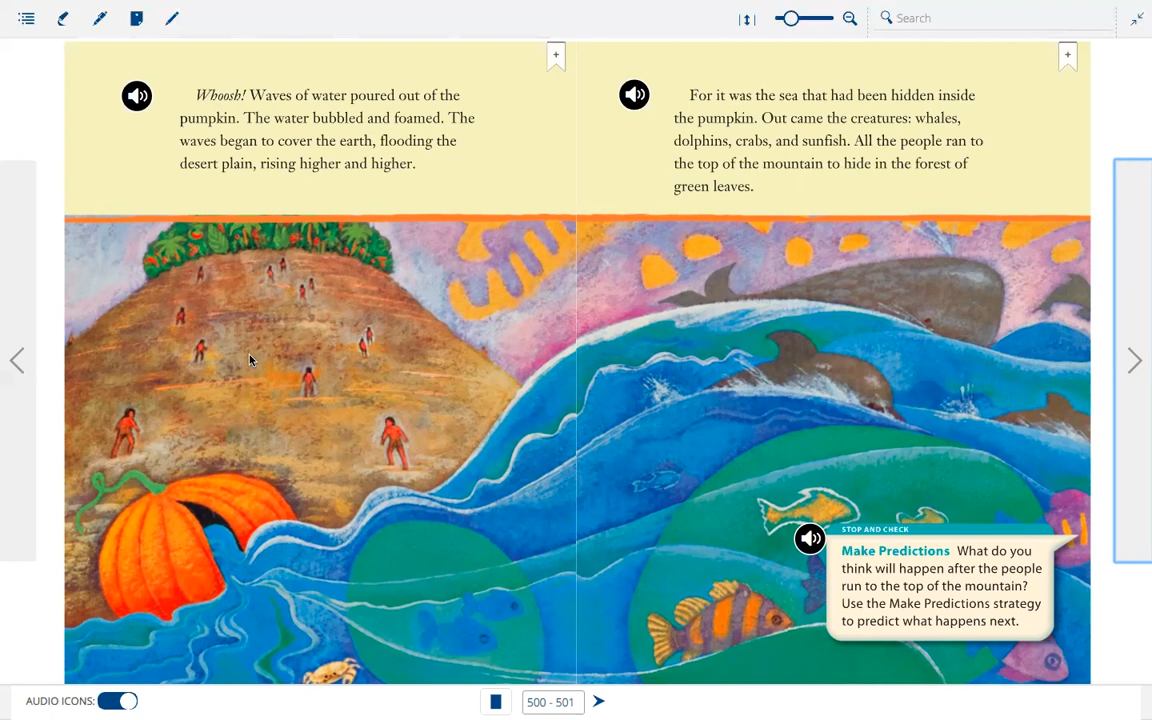 Search
Whoosh! Waves of water poured out of the
pumpkin. The water bubbled and foamed. The
waves began to cover the earth, flooding the
desert plain, rising higher and higher.
For it was the sea that had been hidden inside
the pumpkin. Out came the creatures: whales,
dolphins, crabs, and sunfish. All the people ran to
the top of the mountain to hide in the forest of
green leaves.
STOP AND CHECK
Make Predictions What do you
think will happen after the people
run to the top of the mountain?
Use the Make Predictions strategy
to predict what happens next.
AUDIO ICONS:
500 - 501